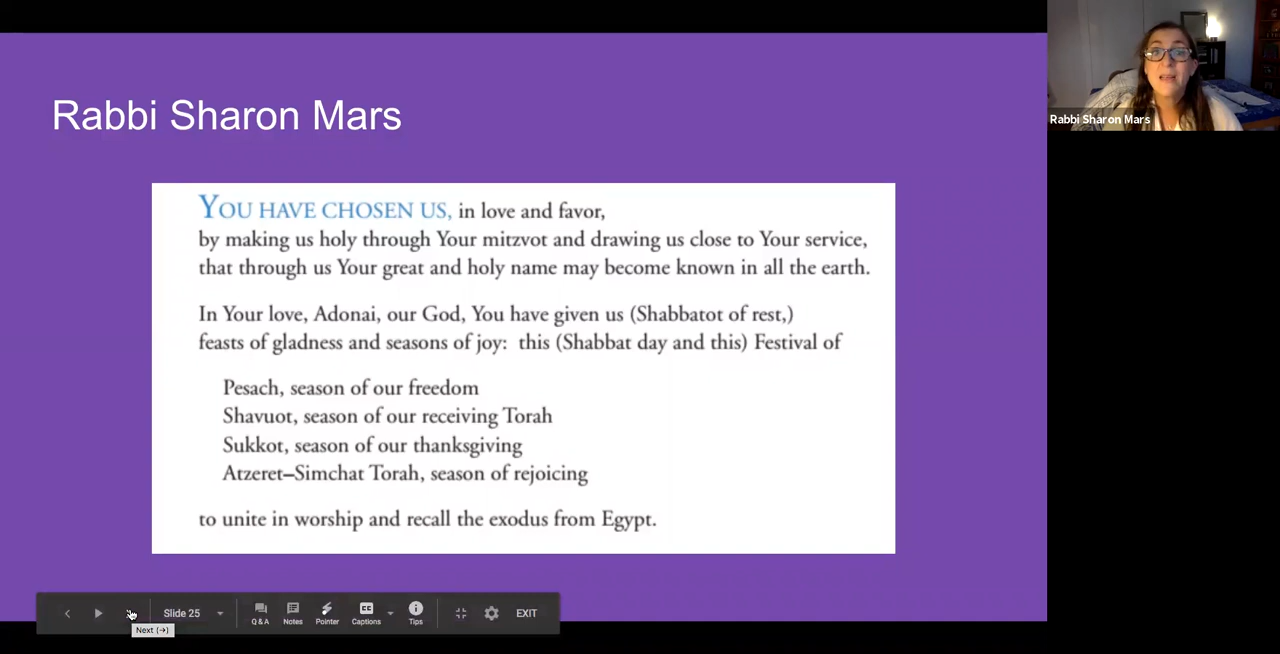 Rabbi Sharon Mars
YOU HAVE CHOSEN US, in love and favor,
by making us holy through Your mitzvot and drawing us close to Your service,
that through us Your great and holy name may become known in all the earth.
In Your love, Adonai, our God, You have given us (Shabbatot of rest,)
feasts of gladness and seasons of joy: this (Shabbat day and this) Festival of
Pesach, season of our freedom
Shavuot, season of our receiving Torah
Sukkot, season of our thanksgiving
Atzeret–Simchat Torah, season of rejoicing
to unite in worship and recall the exodus from Egypt.
Rabbi Sharon Mars
Slide 25
Q & A
Notes
Pointer
CC
Captions
Tips
EXIT
Next (→)